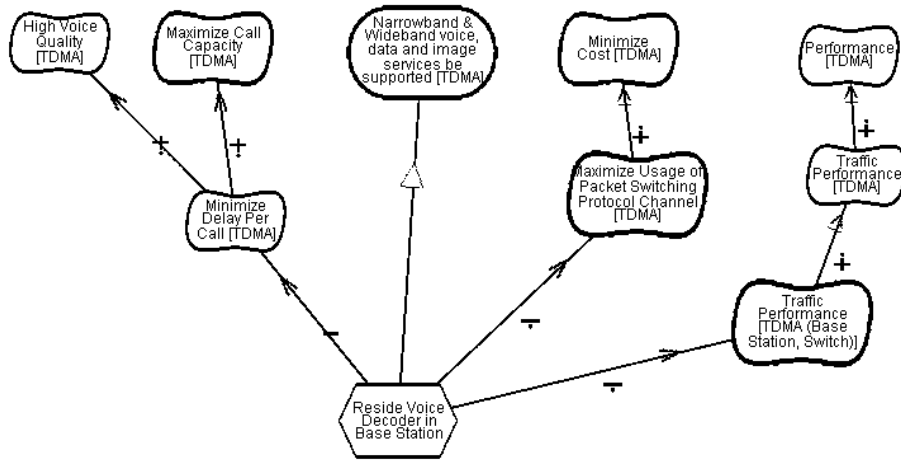 High Voice
Quality
[TDMA]
Maximize Call
Capacity
[TDMA]
Narrowband &
Wideband voice,
data and image
services be
supported [TDMA]
Minimize
Cost [TDMA]
Performance
[TDMA]
Minimize
Delay Per
Call [TDMA]
Maximize Usage of
Packet Switching
Protocol Channel
[TDMA]
Traffic
Performance
[TDMA]
Traffic
Performance
[TDMA (Base
Station, Switch)]
Reside Voice
Decoder in
Base Station